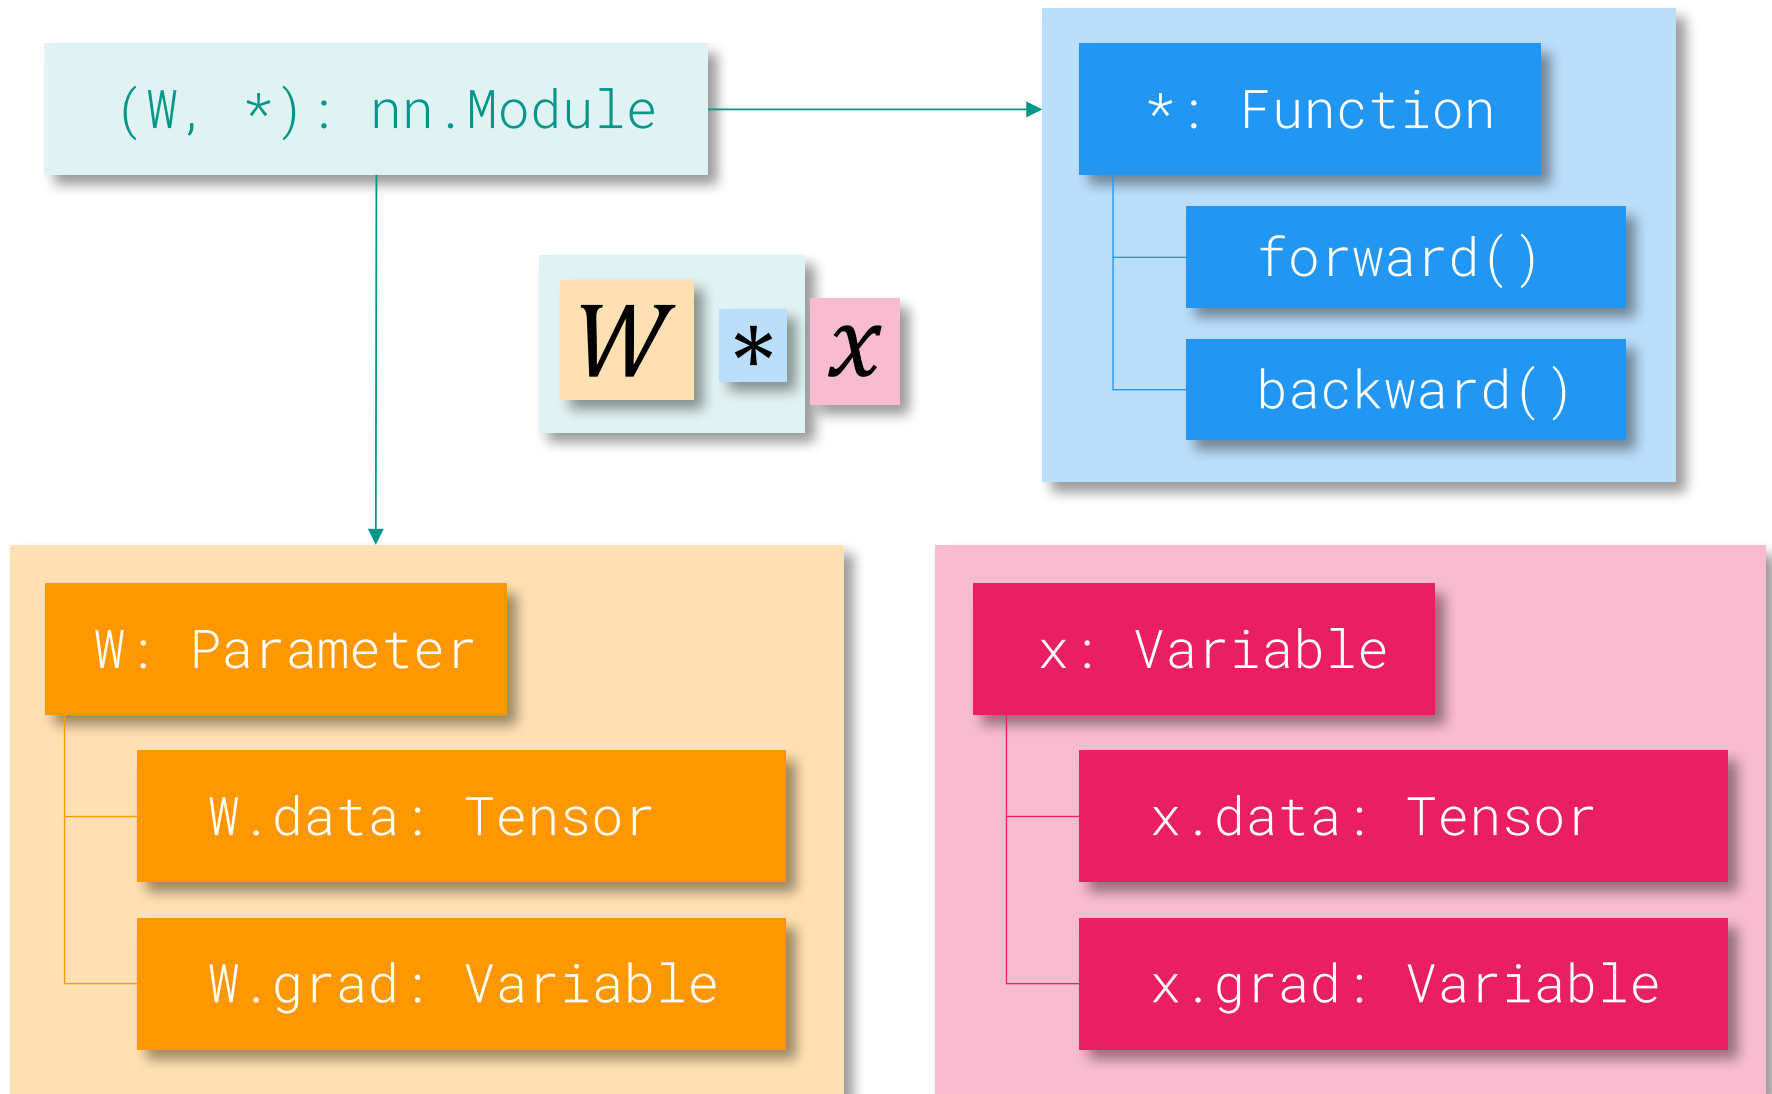 (W, *): nn.Module
*: Function
forward()
backward()
W * x
W: Parameter
W.data: Tensor
W.grad: Variable
x: Variable
x.data: Tensor
x.grad: Variable